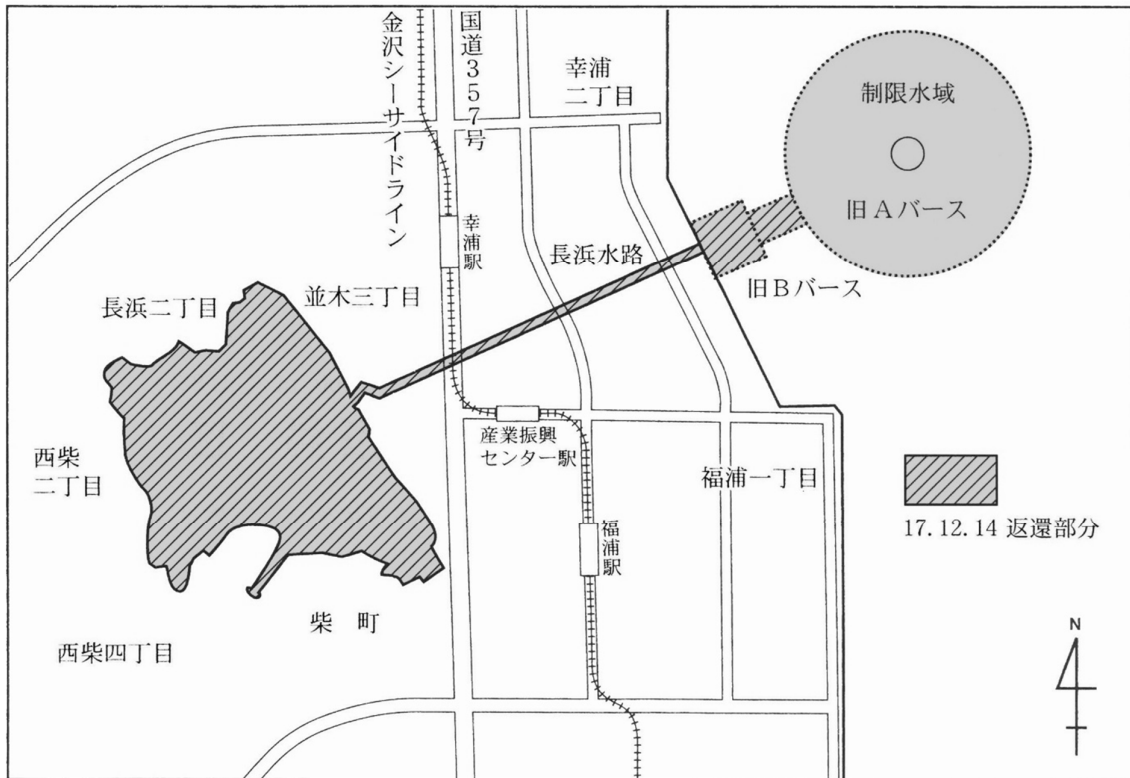 金沢シーサイドライン
国道357号
幸浦
二丁目
制限水域
旧Aバース
幸浦駅
長浜水路
旧Bバース
長浜二丁目
並木三丁目
西柴
二丁目
産業振興
センター駅
福浦一丁目
17.12.14 返還部分
福浦駅
柴 町
西柴四丁目
N